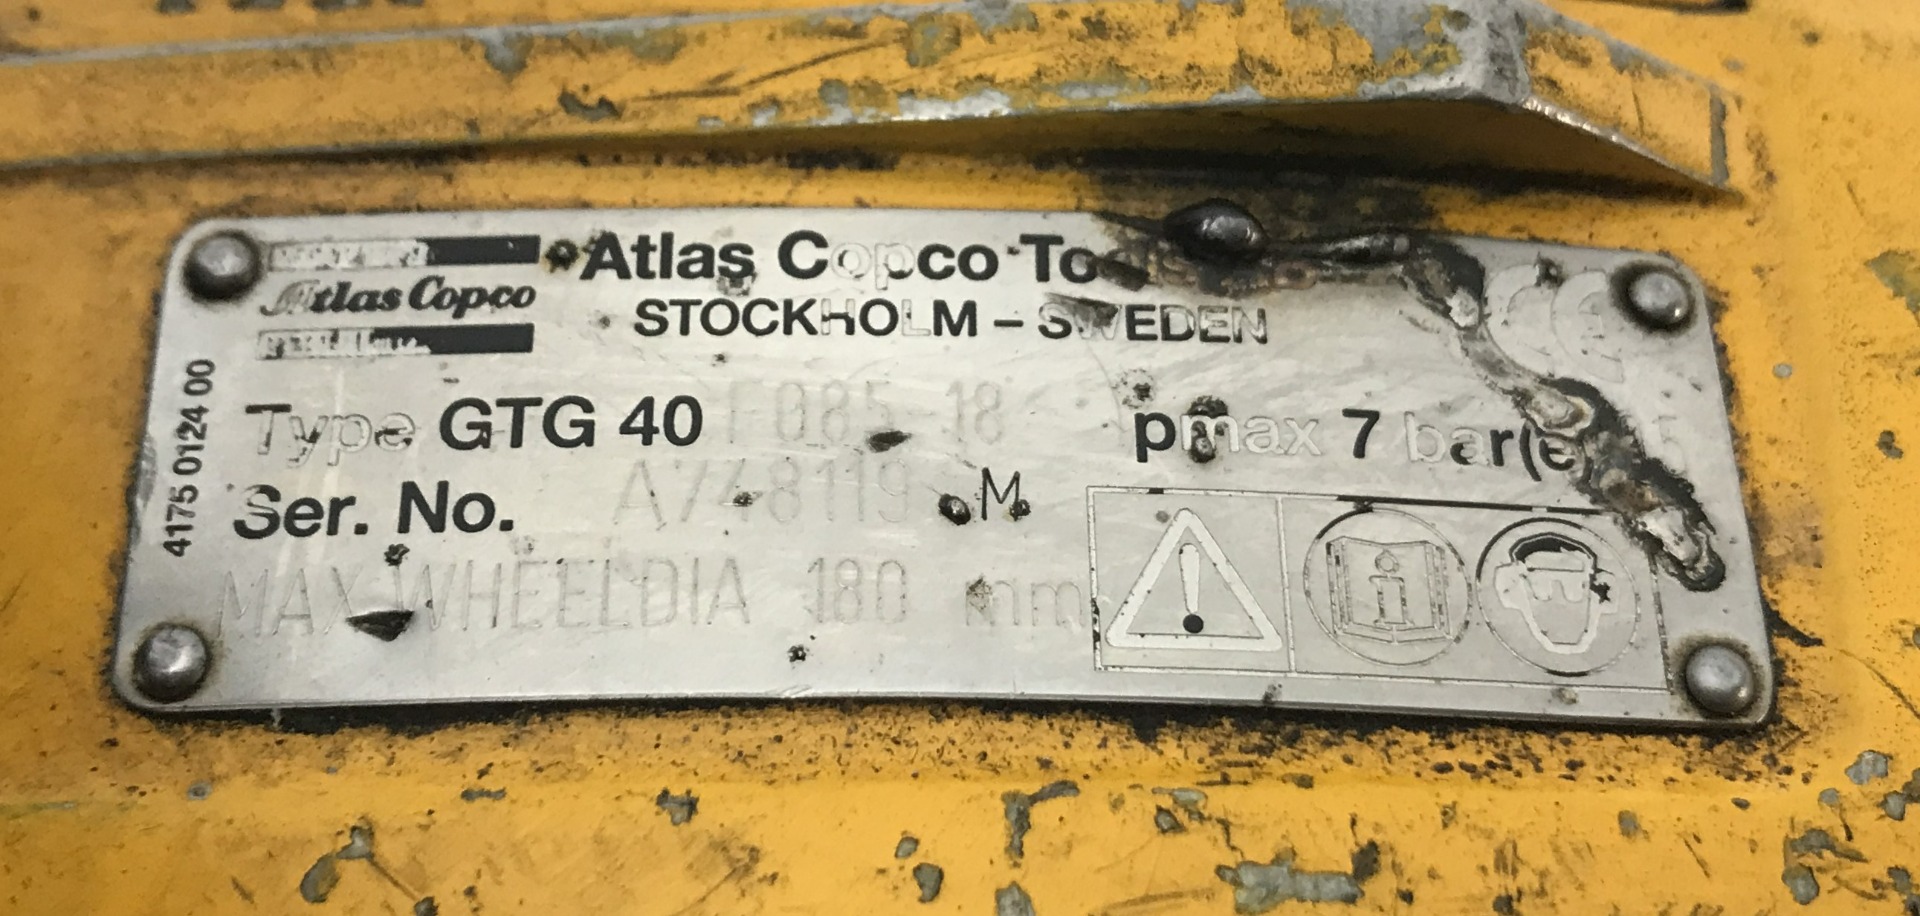 Atlas Copco
Atlas Copco Tools
STOCKHOLM – SWEDEN
4175 0124 00
Type GTG 40 F085-18
pmax 7 bar(e)
Ser. No. A748119 M
MAX WHEELDIA 180 mm